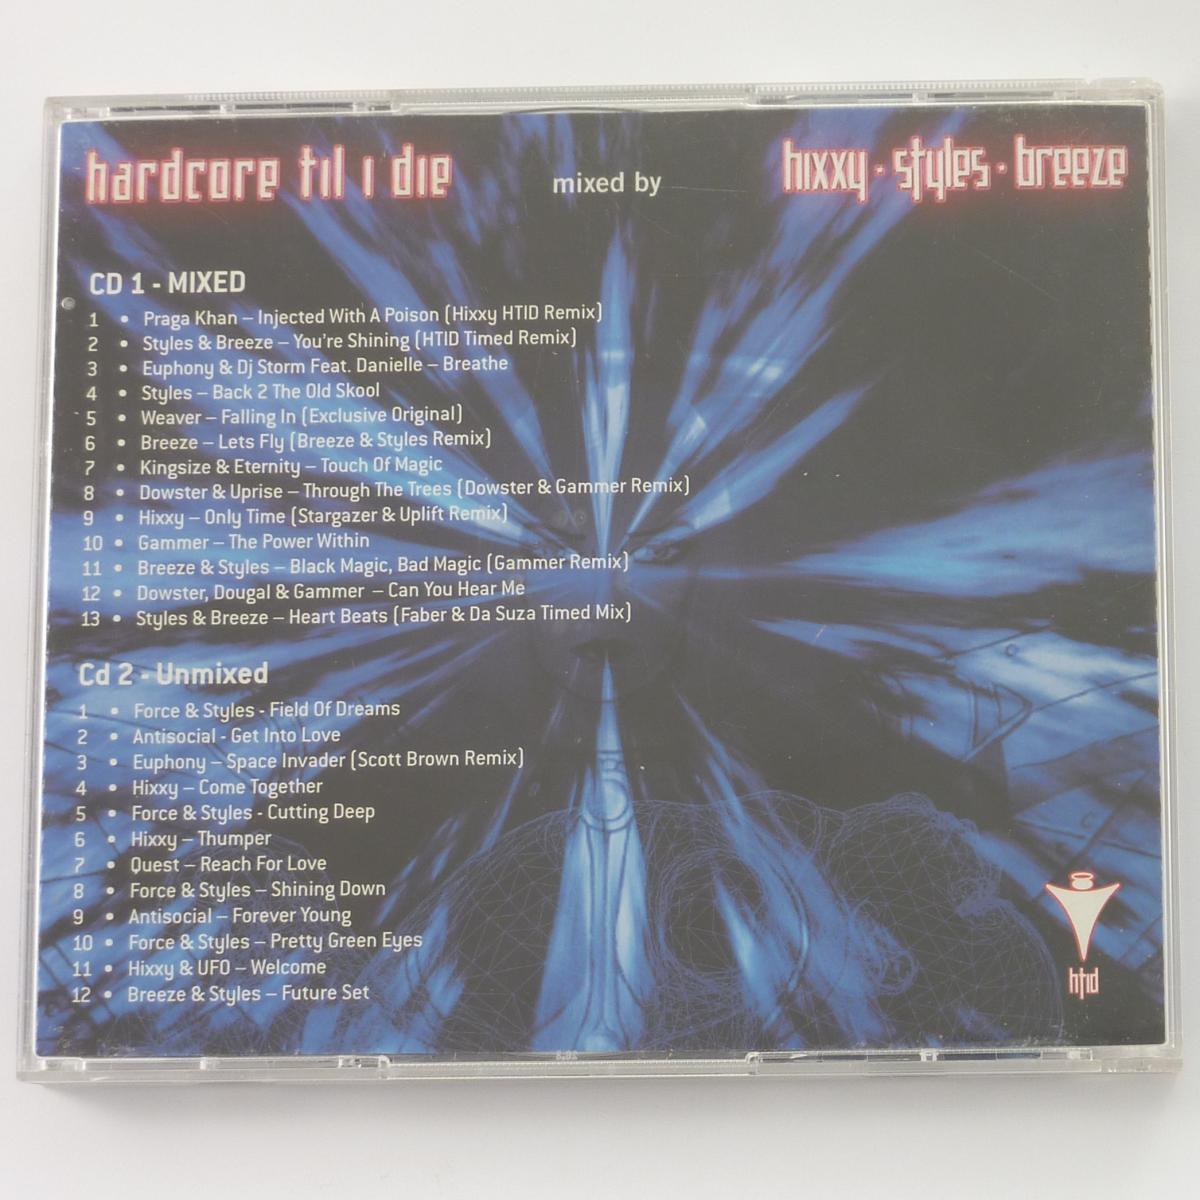 hardcore til i die
mixed by
hixxy · styles · breeze
CD 1 - MIXED
1 • Praga Khan – Injected With A Poison (Hixxy HTID Remix)
2 • Styles & Breeze – You're Shining (HTID Timed Remix)
3 • Euphony & Dj Storm Feat. Danielle – Breathe
4 • Styles – Back 2 The Old Skool
5 • Weaver – Falling In (Exclusive Original)
6 • Breeze – Lets Fly (Breeze & Styles Remix)
7 • Kingsize & Eternity – Touch Of Magic
8 • Dowster & Uprise – Through The Trees (Dowster & Gammer Remix)
9 • Hixxy – Only Time (Stargazer & Uplift Remix)
10 • Gammer – The Power Within
11 • Breeze & Styles – Black Magic, Bad Magic (Gammer Remix)
12 • Dowster, Dougal & Gammer – Can You Hear Me
13 • Styles & Breeze – Heart Beats (Faber & Da Suza Timed Mix)
Cd 2 - Unmixed
1 • Force & Styles - Field Of Dreams
2 • Antisocial - Get Into Love
3 • Euphony – Space Invader (Scott Brown Remix)
4 • Hixxy – Come Together
5 • Force & Styles - Cutting Deep
6 • Hixxy – Thumper
7 • Quest – Reach For Love
8 • Force & Styles – Shining Down
9 • Antisocial – Forever Young
10 • Force & Styles – Pretty Green Eyes
11 • Hixxy & UFO – Welcome
12 • Breeze & Styles – Future Set
htid